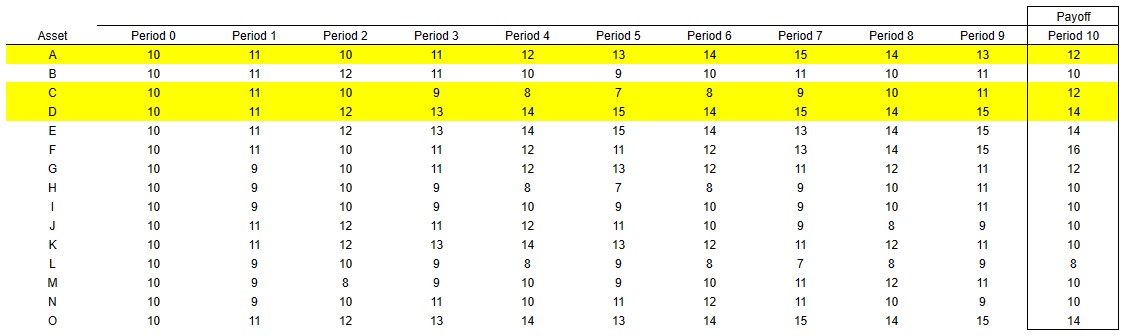 Payoff
Asset Period 0 Period 1 Period 2 Period 3 Period 4 Period 5 Period 6 Period 7 Period 8 Period 9 Period 10
A 10 11 10 11 12 13 14 15 14 13 12
B 10 11 12 11 10 9 10 11 10 11 10
C 10 11 10 9 8 7 8 9 10 11 12
D 10 11 12 13 14 15 14 15 14 15 14
E 10 11 12 13 14 15 14 13 14 15 14
F 10 11 10 11 12 11 12 13 14 15 16
G 10 9 10 11 12 13 12 11 12 11 12
H 10 9 10 9 8 7 8 9 10 11 10
I 10 9 10 9 10 9 10 9 10 11 10
J 10 11 12 11 12 11 10 9 8 9 10
K 10 11 12 13 14 13 12 11 12 11 10
L 10 9 10 9 8 9 8 7 8 9 8
M 10 9 8 9 10 9 10 11 12 11 10
N 10 9 10 11 10 11 12 11 10 9 10
O 10 11 12 13 14 13 14 15 14 15 14